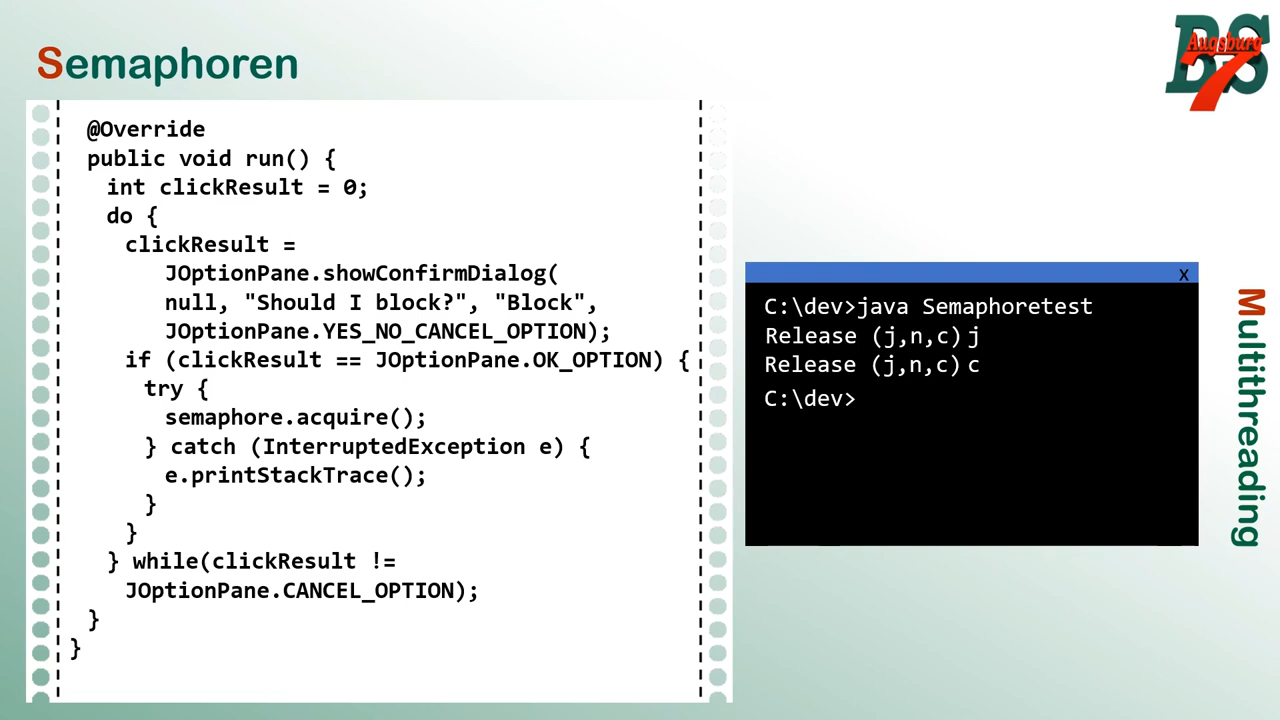 Semaphoren
BS
Augsburg
7
@Override
public void run() {
int clickResult = 0;
do {
clickResult =
JOptionPane.showConfirmDialog(
null, "Should I block?", "Block",
JOptionPane.YES_NO_CANCEL_OPTION);
if (clickResult == JOptionPane.OK_OPTION) {
try {
semaphore.acquire();
} catch (InterruptedException e) {
e.printStackTrace();
}
}
} while(clickResult !=
JOptionPane.CANCEL_OPTION);
}
}
x
C:\dev>java Semaphoretest
Release (j,n,c) j
Release (j,n,c) c
C:\dev>
Multithreading